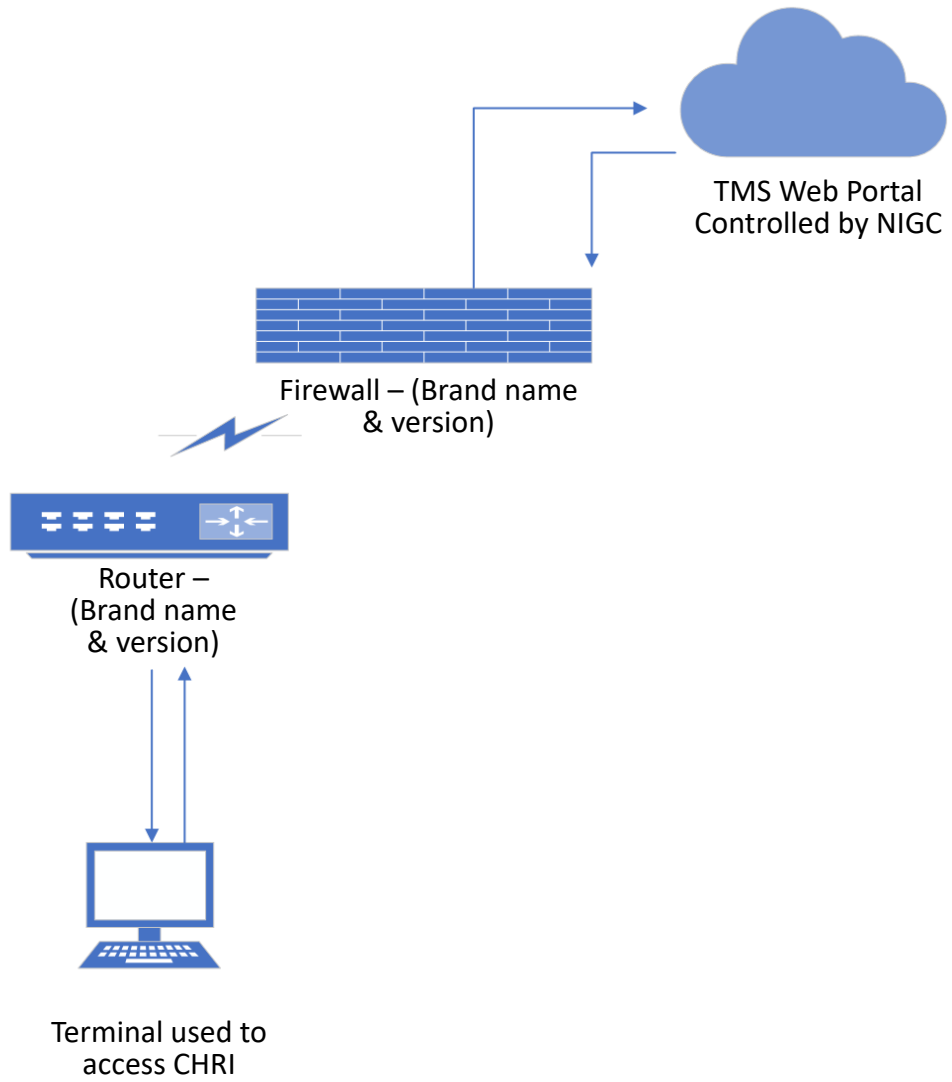 TMS Web Portal
Controlled by NIGC
Firewall – (Brand name
& version)
Router –
(Brand name
& version)
Terminal used to
access CHRI